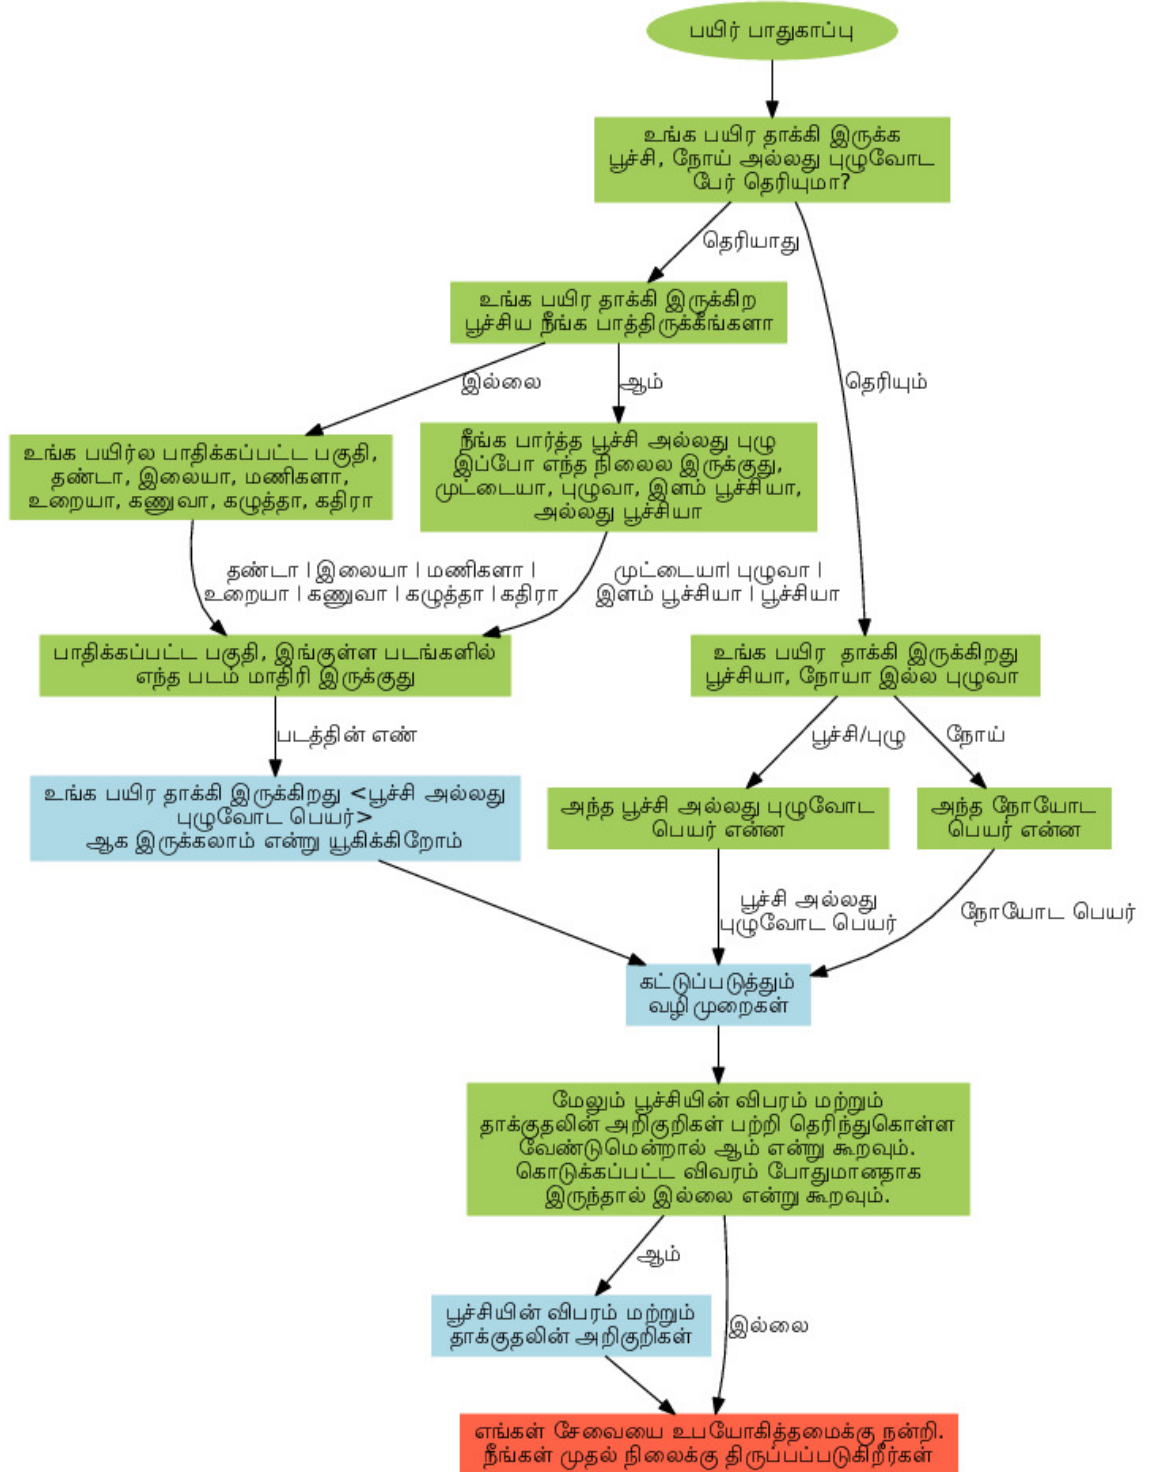 பயிர் பாதுகாப்பு
உங்க பயிர தாக்கி இருக்க
பூச்சி, நோய் அல்லது புழுவோட
பேர் தெரியுமா?
தெரியாது
உங்க பயிர தாக்கி இருக்கிற
பூச்சிய நீங்க பாத்திருக்கீங்களா
இல்லை
ஆம்
தெரியும்
உங்க பயிர்ல பாதிக்கப்பட்ட பகுதி,
தண்டா, இலையா, மணிகளா,
உறையா, கணுவா, கழுத்தா, கதிரா
நீங்க பார்த்த பூச்சி அல்லது புழு
இப்போ எந்த நிலைல இருக்குது,
முட்டையா, புழுவா, இளம் பூச்சியா,
அல்லது பூச்சியா
தண்டா | இலையா | மணிகளா |
உறையா | கணுவா | கழுத்தா |கதிரா
முட்டையா| புழுவா |
இளம் பூச்சியா | பூச்சியா
பாதிக்கப்பட்ட பகுதி, இங்குள்ள படங்களில்
எந்த படம் மாதிரி இருக்குது
உங்க பயிர தாக்கி இருக்கிறது
பூச்சியா, நோயா இல்ல புழுவா
படத்தின் எண்
பூச்சி/புழு
நோய்
உங்க பயிர தாக்கி இருக்கிறது <பூச்சி அல்லது
புழுவோட பெயர்>
ஆக இருக்கலாம் என்று யூகிக்கிறோம்
அந்த பூச்சி அல்லது புழுவோட
பெயர் என்ன
அந்த நோயோட
பெயர் என்ன
பூச்சி அல்லது
புழுவோட பெயர்
நோயோட பெயர்
கட்டுப்படுத்தும்
வழி முறைகள்
மேலும் பூச்சியின் விபரம் மற்றும்
தாக்குதலின் அறிகுறிகள் பற்றி தெரிந்துகொள்ள
வேண்டுமென்றால் ஆம் என்று கூறவும்.
கொடுக்கப்பட்ட விவரம் போதுமானதாக
இருந்தால் இல்லை என்று கூறவும்.
ஆம்
பூச்சியின் விபரம் மற்றும்
தாக்குதலின் அறிகுறிகள்
இல்லை
எங்கள் சேவையை உபயோகித்தமைக்கு நன்றி.
நீங்கள் முதல் நிலைக்கு திருப்பப்படுகிறீர்கள்